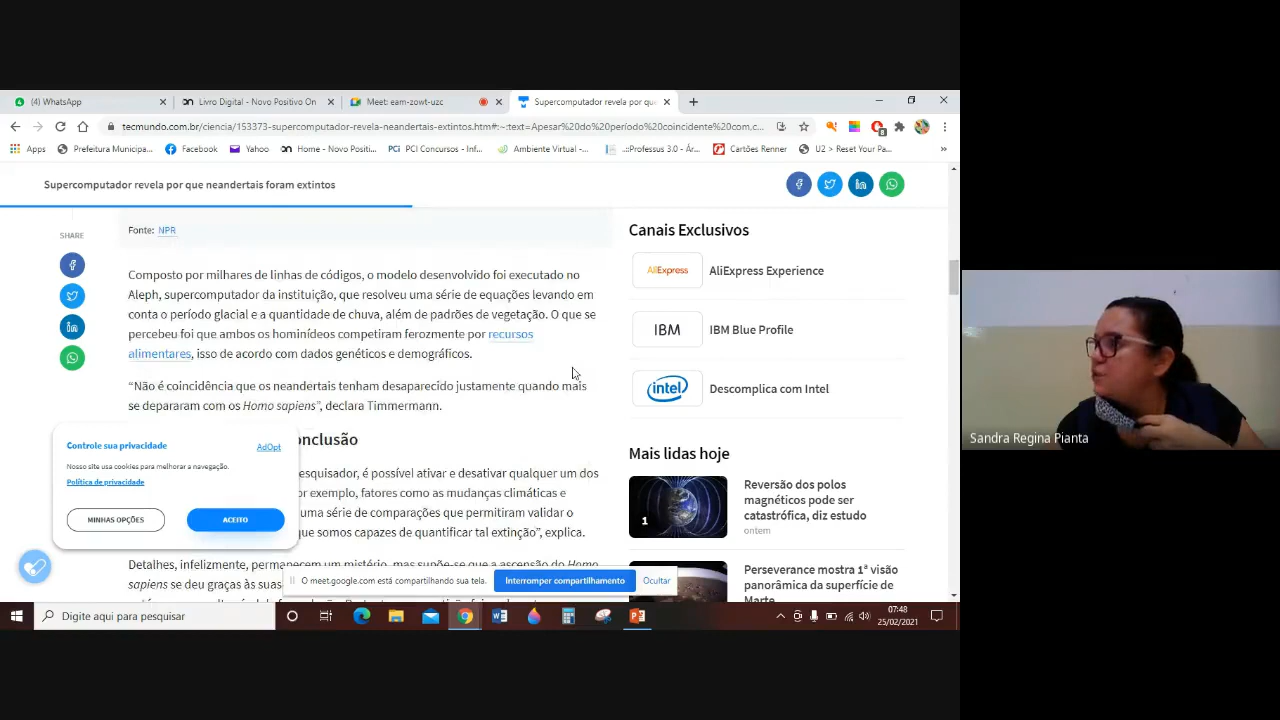 (4) WhatsApp
Livro Digital - Novo Positivo On
Meet: eam-zowt-uzc
Supercomputador revela por que
tecmundo.com.br/ciencia/153373-supercomputador-revela-neandertais-extintos.htm#:~:text=Apesar%20do%20período%20coincidente%20com,c...
Apps
Prefeitura Municipa...
Facebook
Yahoo
Home - Novo Positi...
PCI Concursos - Inf...
Ambiente Virtual -...
..::Professus 3.0 - Ár...
Cartões Renner
U2 > Reset Your Pa...
»
Supercomputador revela por que neandertais foram extintos
SHARE
Fonte: NPR
Composto por milhares de linhas de códigos, o modelo desenvolvido foi executado no
Aleph, supercomputador da instituição, que resolveu uma série de equações levando em
conta o período glacial e a quantidade de chuva, além de padrões de vegetação. O que se
percebeu foi que ambos os hominídeos competiram ferozmente por recursos
alimentares, isso de acordo com dados genéticos e demográficos.
“Não é coincidência que os neandertais tenham desaparecido justamente quando mais
se depararam com os Homo sapiens”, declara Timmermann.
onclusão
esquisador, é possível ativar e desativar qualquer um dos
or exemplo, fatores como as mudanças climáticas e
uma série de comparações que permitiram validar o
que somos capazes de quantificar tal extinção”, explica.
Detalhes, infelizmente, permanecem um mistério, mas supõe-se que a ascensão do Homo
sapiens se deu graças às suas
Controle sua privacidade
AdOpt
Nosso site usa cookies para melhorar a navegação.
Política de privacidade
MINHAS OPÇÕES
ACEITO
Canais Exclusivos
AliExpress
AliExpress Experience
IBM
IBM Blue Profile
intel
Descomplica com Intel
Mais lidas hoje
1
Reversão dos polos
magnéticos pode ser
catastrófica, diz estudo
ontem
Perseverance mostra 1ª visão
panorâmica da superfície de
Marte
O meet.google.com está compartilhando sua tela.
Interromper compartilhamento
Ocultar
Digite aqui para pesquisar
07:48
25/02/2021
Sandra Regina Pianta